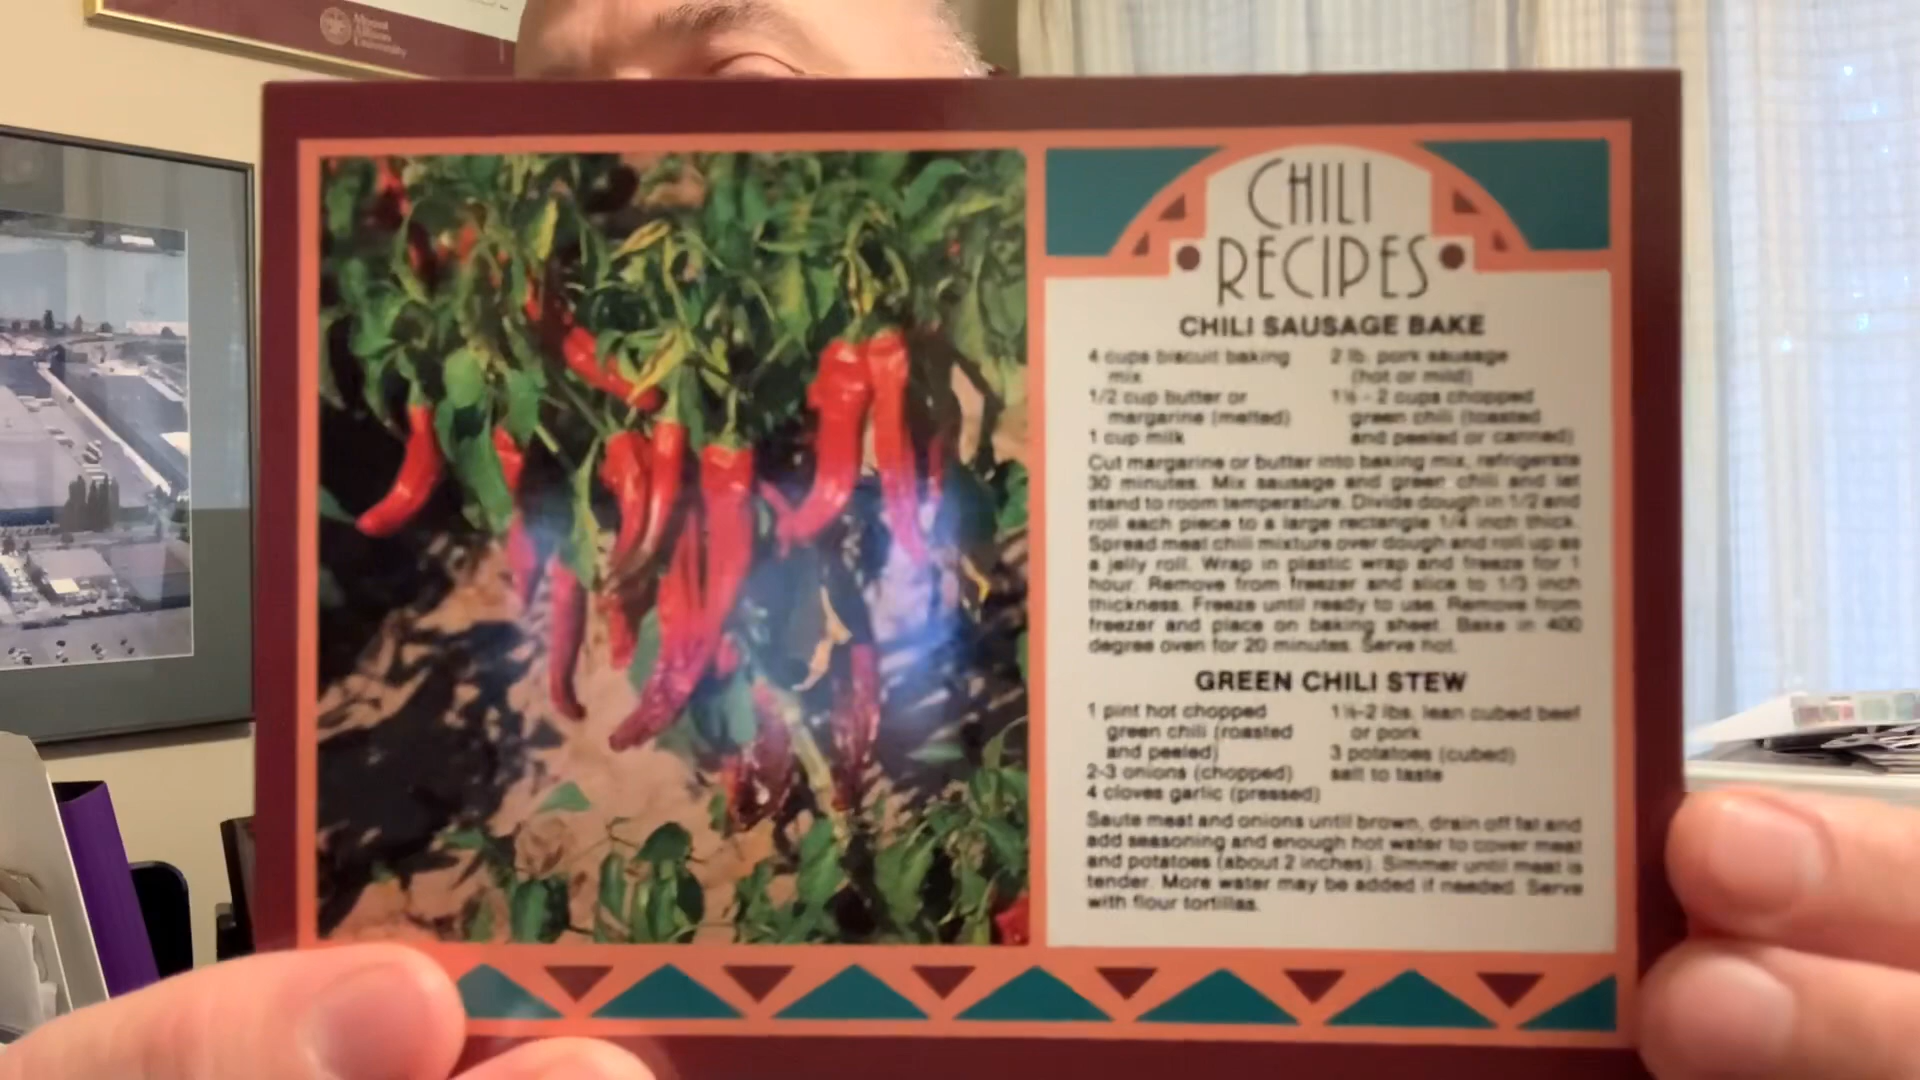 Mount
Allison
University
CHILI
RECIPES
CHILI SAUSAGE BAKE
4 cups biscuit baking
mix
1/2 cup butter or
margarine (melted)
1 cup milk
2 lb. pork sausage
(hot or mild)
1½ - 2 cups chopped
green chili (toasted
and peeled or canned)
Cut margarine or butter into baking mix, refrigerate
30 minutes. Mix sausage and green chili and let
stand to room temperature. Divide dough in 1/2 and
roll each piece to a large rectangle 1/4 inch thick.
Spread meat chili mixture over dough and roll up as
a jelly roll. Wrap in plastic wrap and freeze for 1
hour. Remove from freezer and slice to 1/3 inch
thickness. Freeze until ready to use. Remove from
freezer and place on baking sheet. Bake in 400
degree oven for 20 minutes. Serve hot.
GREEN CHILI STEW
1 pint hot chopped
green chili (roasted
and peeled)
2-3 onions (chopped)
4 cloves garlic (pressed)
1½-2 lbs. lean cubed beef
or pork
3 potatoes (cubed)
salt to taste
Saute meat and onions until brown, drain off fat and
add seasoning and enough hot water to cover meat
and potatoes (about 2 inches). Simmer until meat is
tender. More water may be added if needed. Serve
with flour tortillas.